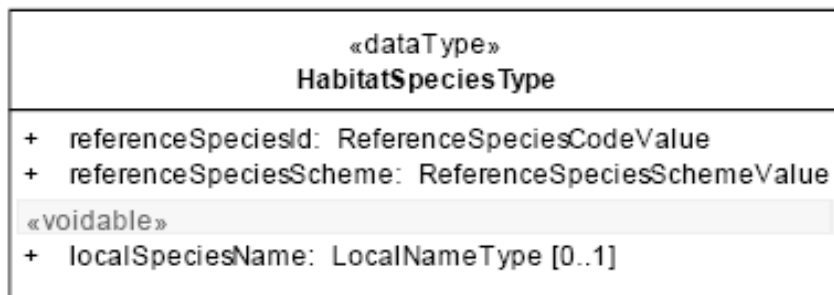 «dataType»
HabitatSpeciesType
+ referenceSpeciesId: ReferenceSpeciesCodeValue
+ referenceSpeciesScheme: ReferenceSpeciesSchemeValue
«voidable»
+ localSpeciesName: LocalNameType [0..1]